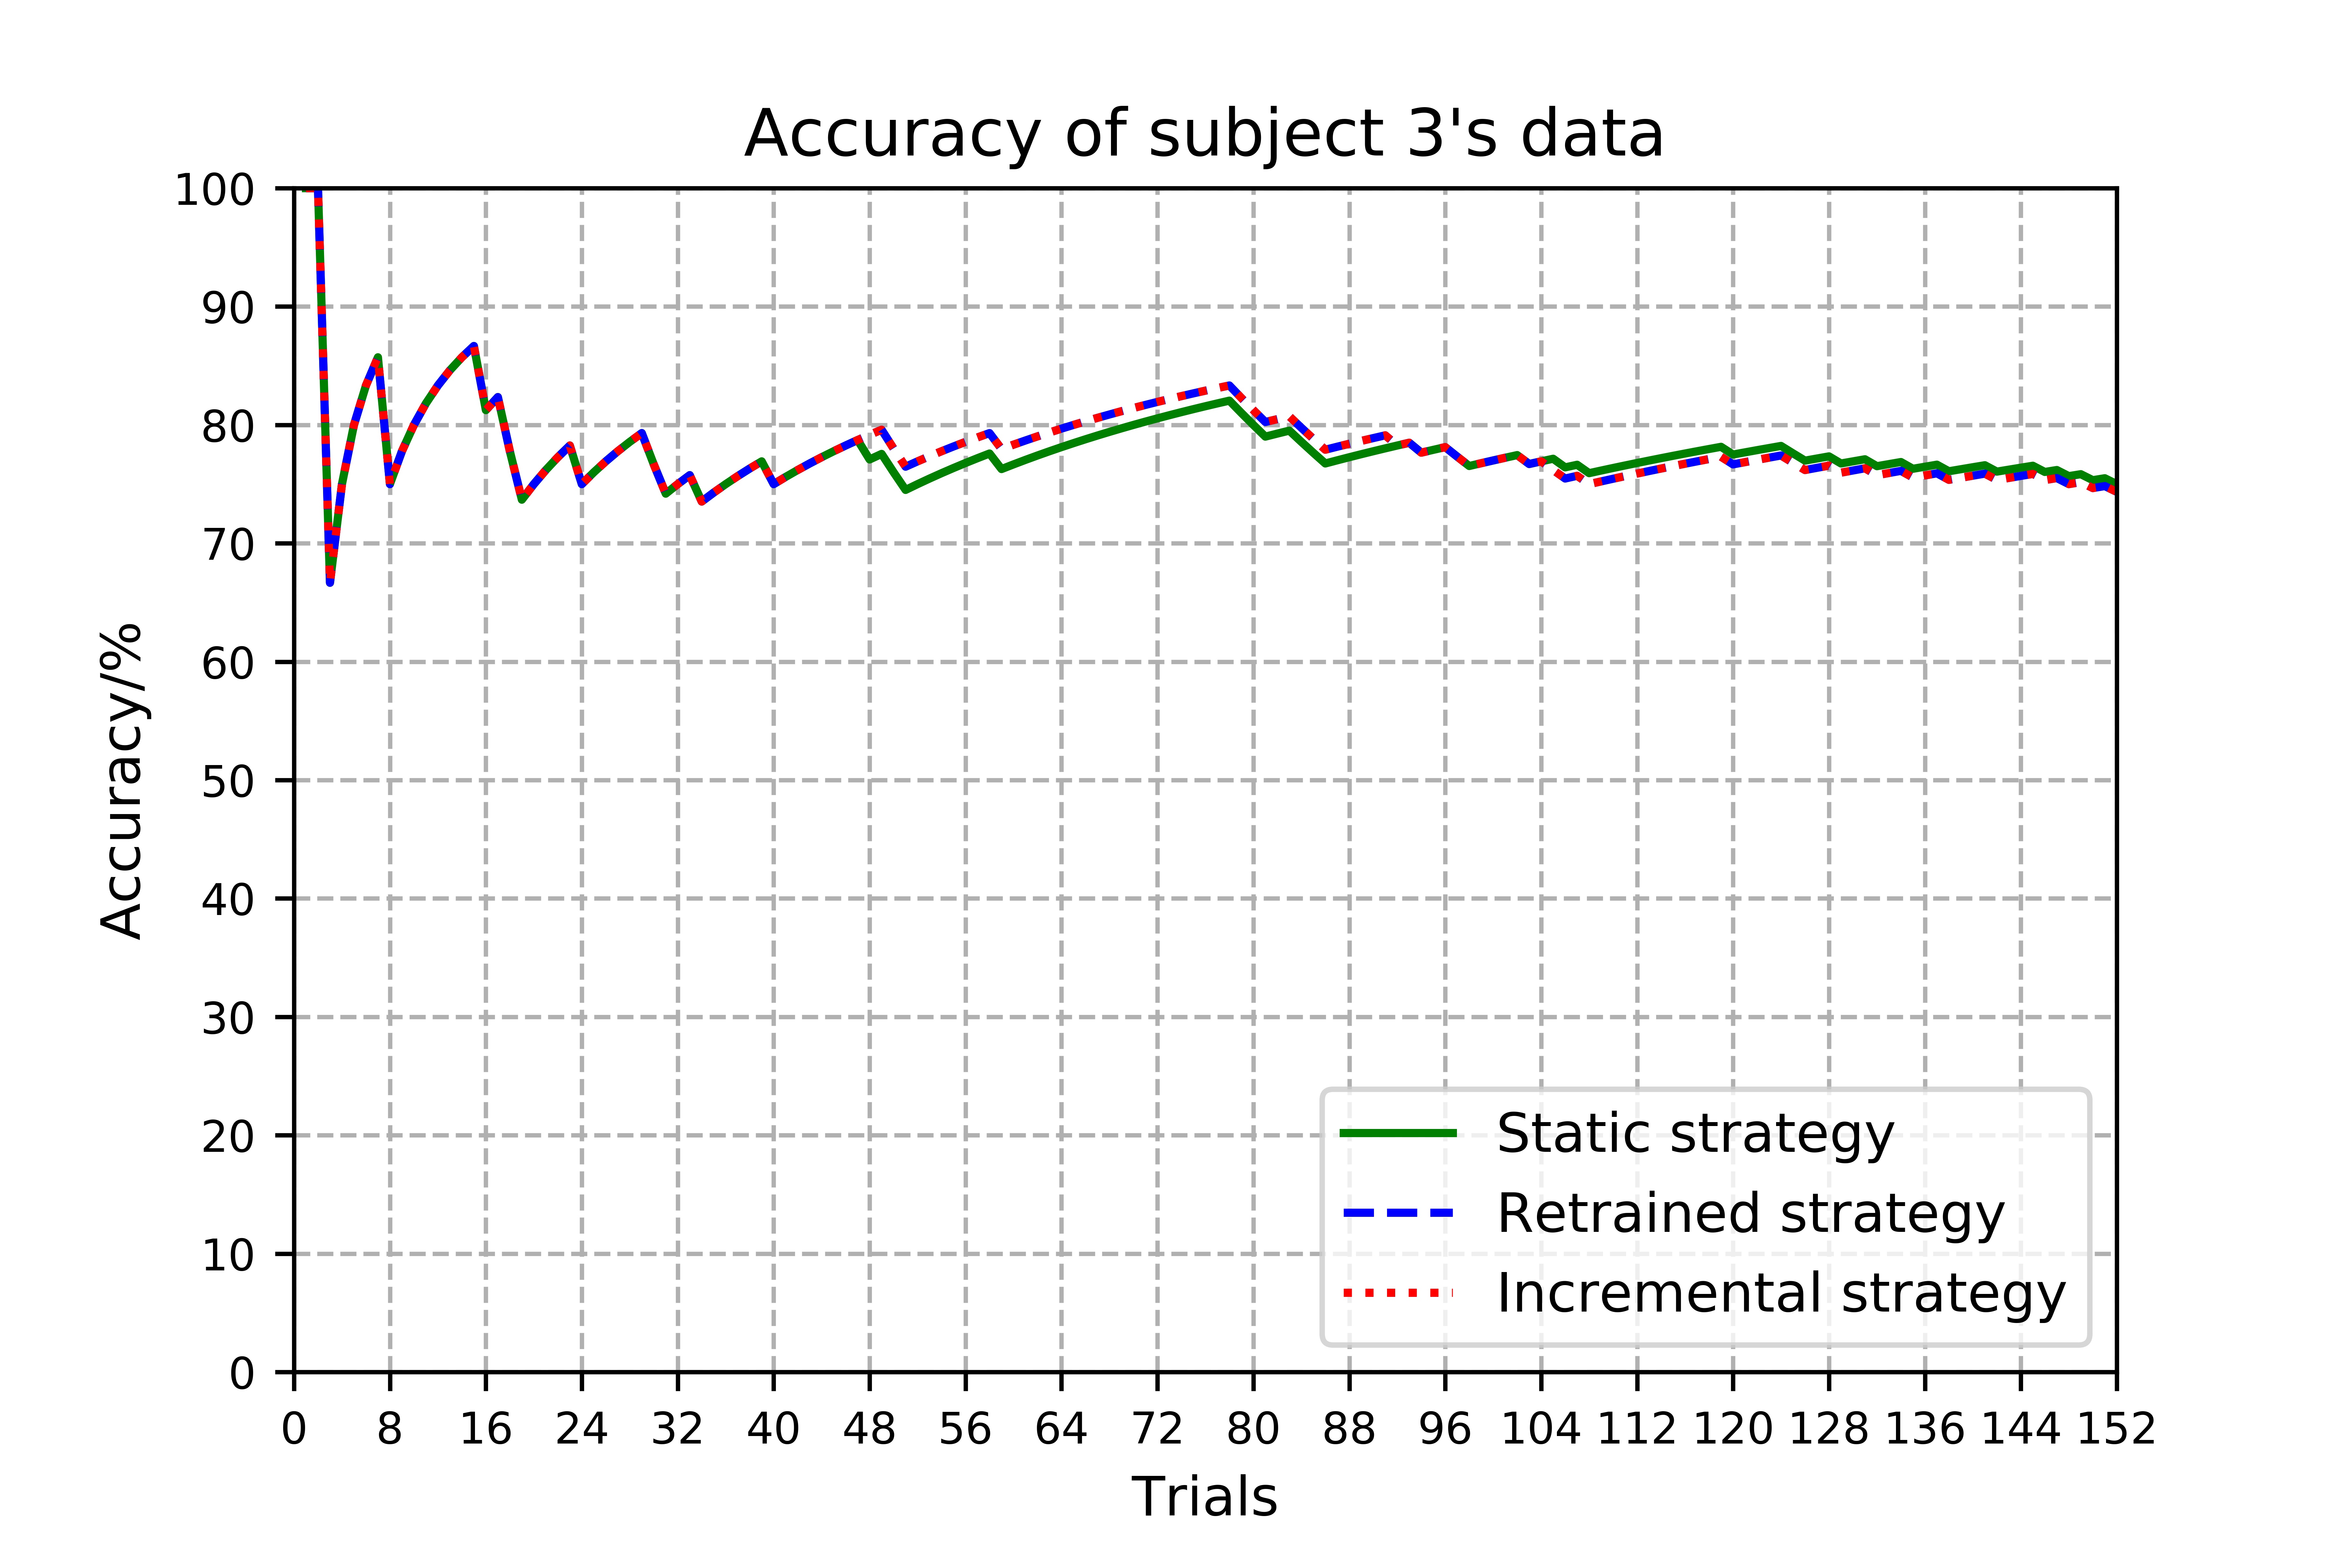 Accuracy of subject 3's data
100
90
80
70
60
50
40
30
20
10
0
Accuracy/%
Static strategy
Retrained strategy
Incremental strategy
0 8 16 24 32 40 48 56 64 72 80 88 96 104 112 120 128 136 144 152
Trials